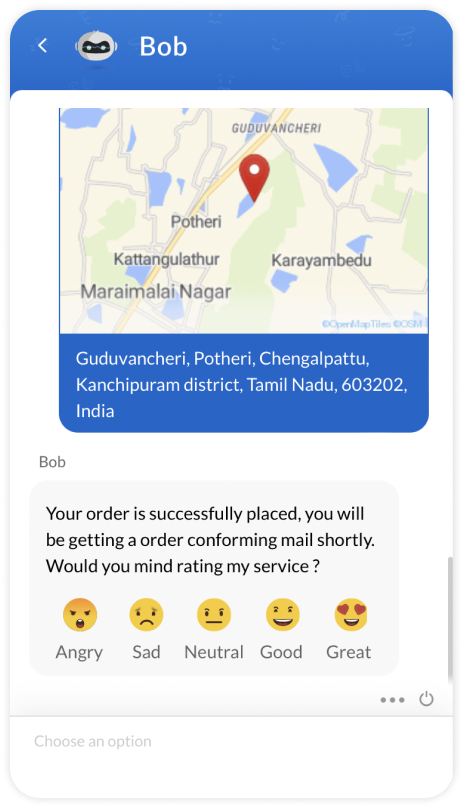 Bob
GUDUVANCHERI
Potheri
Kattangulathur
Karayambedu
Maraimalai Nagar
©OpenMapTiles ©OSM
Guduvancheri, Potheri, Chengalpattu,
Kanchipuram district, Tamil Nadu, 603202,
India
Bob
Your order is successfully placed, you will
be getting a order conforming mail shortly.
Would you mind rating my service ?
Angry Sad Neutral Good Great
Choose an option